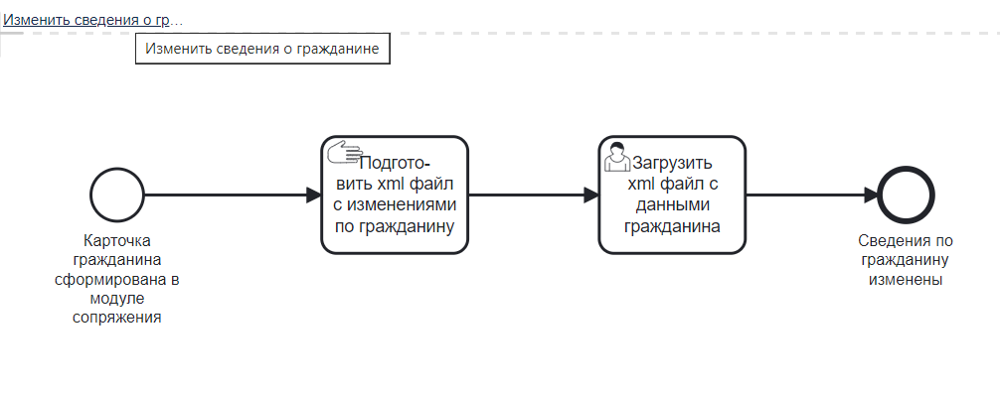 Изменить сведения о гр...
Изменить сведения о гражданине
Подгото-
вить xml файл
с изменениями
по гражданину
Загрузить
xml файл с
данными
гражданина
Карточка
гражданина
сформирована в
модуле
сопряжения
Сведения по
гражданину
изменены